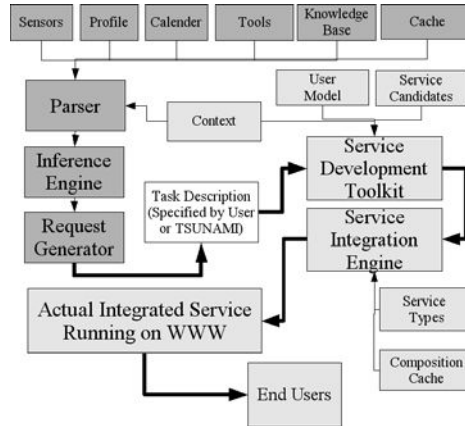 Sensors
Profile
Calender
Tools
Knowledge
Base
Cache
User
Model
Service
Candidates
Parser
Context
Inference
Engine
Service
Development
Toolkit
Task Description
(Specified by User
or TSUNAMI)
Request
Generator
Service
Integration
Engine
Actual Integrated Service
Running on WWW
Service
Types
Composition
Cache
End Users